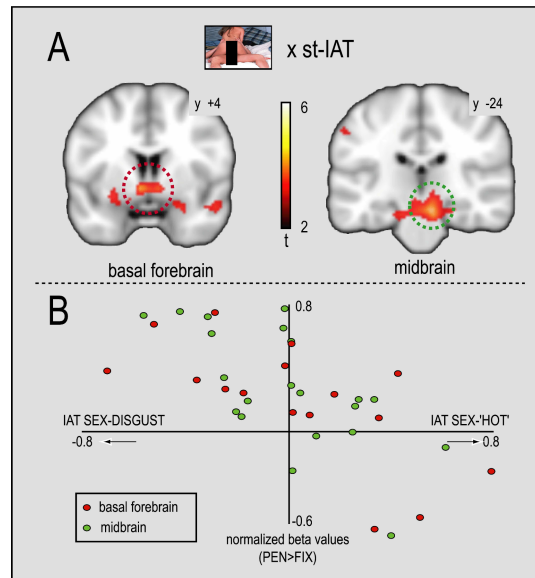 A
x st-IAT
y +4
y -24
6
2
t
basal forebrain
midbrain
B
0.8
IAT SEX-DISGUST
IAT SEX-'HOT'
-0.8
0.8
basal forebrain
midbrain
-0.6
normalized beta values
(PEN>FIX)